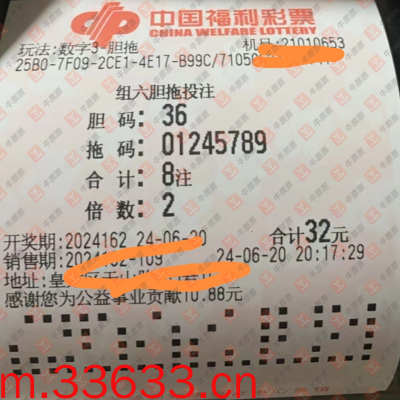 中国福利彩票
CHINA WELFARE LOTTERY
玩法:数字3-胆拖 机号:21010653
25B0-7F09-2CE1-4E17-B99C/7105
组六胆拖投注
胆 码: 36
拖 码: 01245789
合 计: 8注
倍 数: 2
开奖期:2024162 24-06-20 合计32元
销售期: 24-06-20 20:17:29
地址:皇
感谢您为公益事业贡献10.88元
m.33633.cn